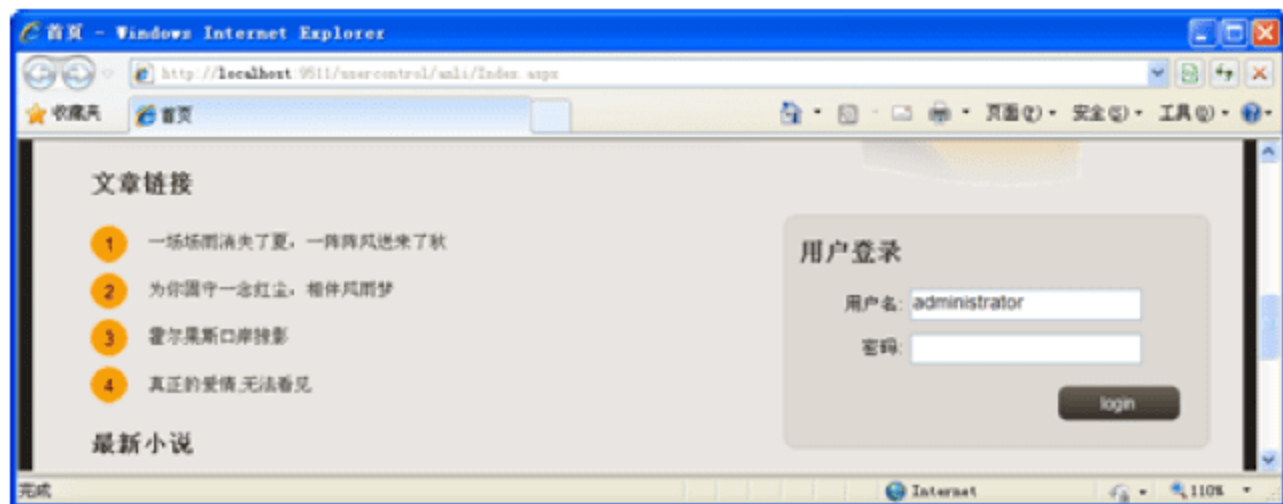 首页 - Windows Internet Explorer
http://localhost:9511/usercontrol/anli/Index.aspx
收藏夹
首页
页面(P)
安全(S)
工具(O)
文章链接
1 一场场雨消失了夏，一阵阵风送来了秋
2 为你固守一念红尘，相伴风雨梦
3 霍尔果斯口岸掠影
4 真正的爱情,无法看见
最新小说
用户登录
用户名: administrator
密码:
login
完成
Internet
110%